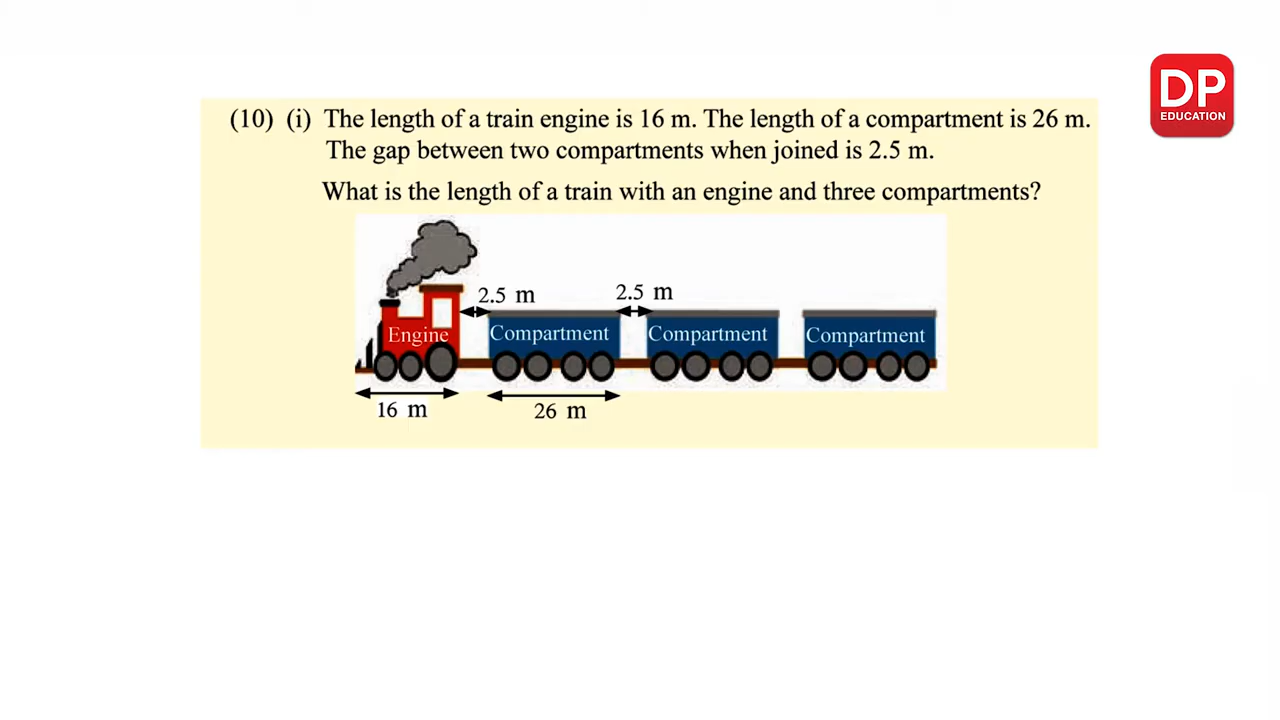 DP
EDUCATION
(10) (i) The length of a train engine is 16 m. The length of a compartment is 26 m.
The gap between two compartments when joined is 2.5 m.
What is the length of a train with an engine and three compartments?
2.5 m 2.5 m
Engine Compartment Compartment Compartment
16 m 26 m